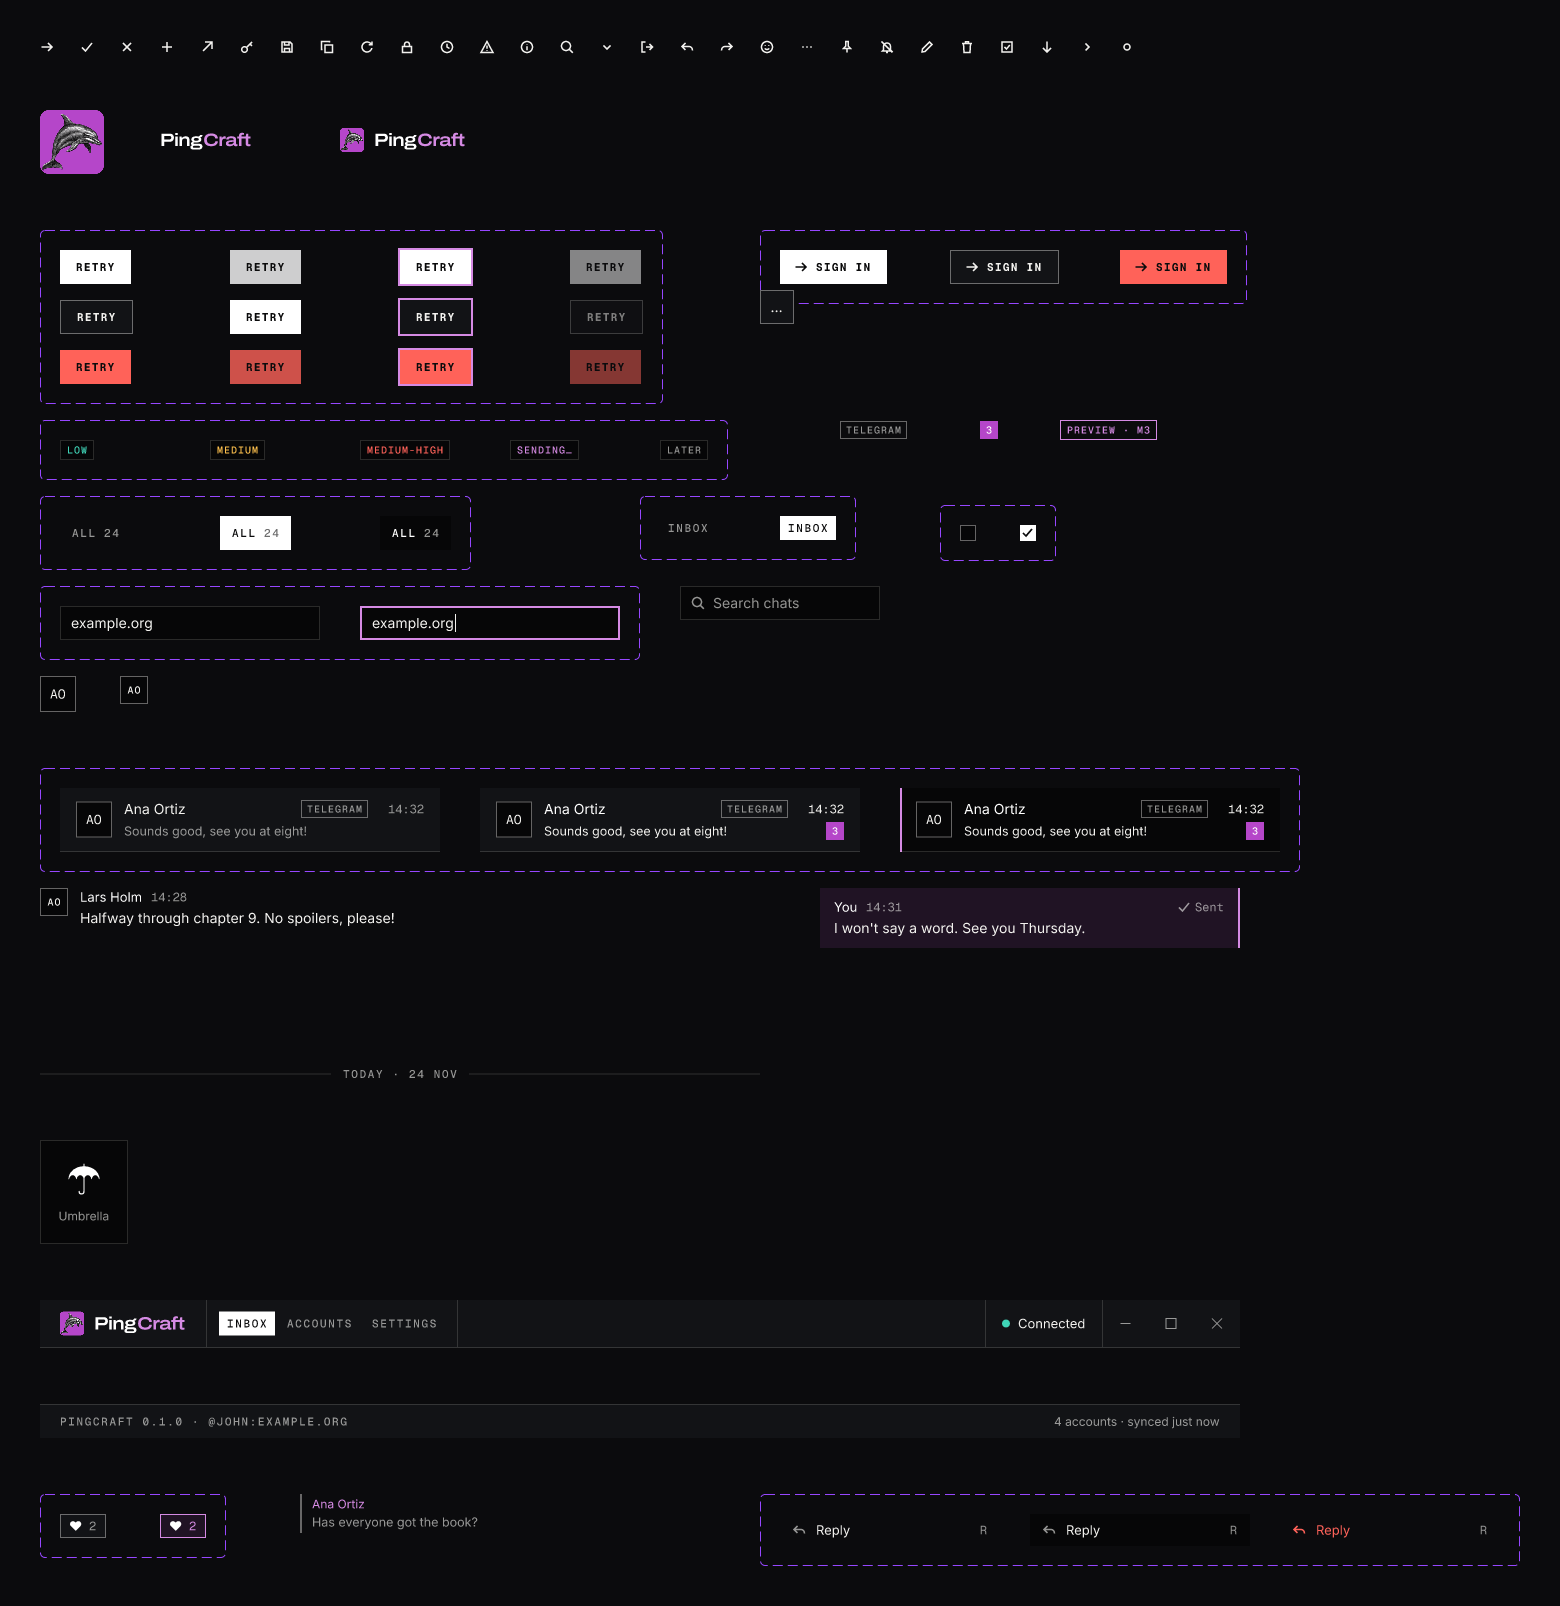 PingCraft
PingCraft
RETRY RETRY RETRY RETRY
SIGN IN SIGN IN SIGN IN
RETRY RETRY RETRY RETRY
...
RETRY RETRY RETRY RETRY
LOW MEDIUM MEDIUM-HIGH SENDING… LATER
TELEGRAM 3 PREVIEW · M3
ALL 24 ALL 24 ALL 24
INBOX INBOX
example.org example.org
Search chats
AO AO
AO Ana Ortiz TELEGRAM 14:32
Sounds good, see you at eight!
AO Ana Ortiz TELEGRAM 14:32
Sounds good, see you at eight! 3
AO Ana Ortiz TELEGRAM 14:32
Sounds good, see you at eight! 3
AO Lars Holm 14:28
Halfway through chapter 9. No spoilers, please!
You 14:31 Sent
I won't say a word. See you Thursday.
TODAY · 24 NOV
Umbrella
PingCraft INBOX ACCOUNTS SETTINGS Connected
PINGCRAFT 0.1.0 · @JOHN:EXAMPLE.ORG 4 accounts · synced just now
2 2
Ana Ortiz
Has everyone got the book?
Reply R Reply R Reply R